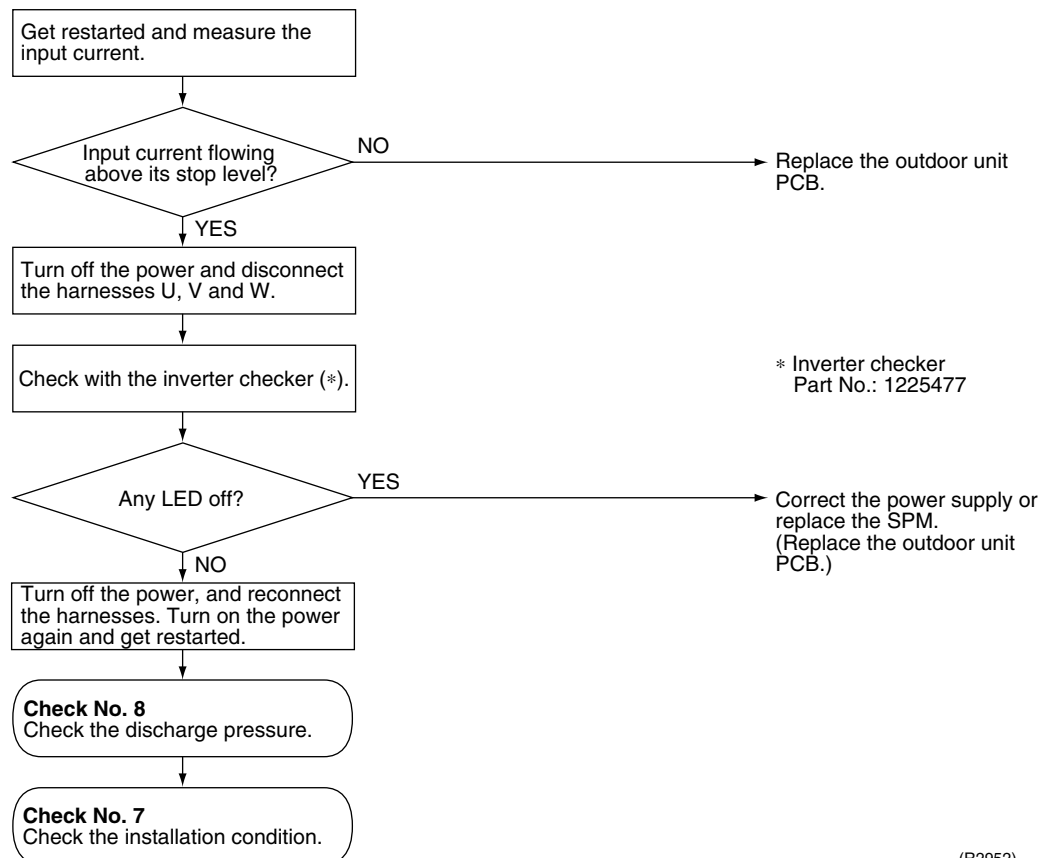 Get restarted and measure the
input current.
Input current flowing
above its stop level?
NO
Replace the outdoor unit
PCB.
YES
Turn off the power and disconnect
the harnesses U, V and W.
Check with the inverter checker (*).
* Inverter checker
Part No.: 1225477
Any LED off?
YES
Correct the power supply or
replace the SPM.
(Replace the outdoor unit
PCB.)
NO
Turn off the power, and reconnect
the harnesses. Turn on the power
again and get restarted.
Check No. 8
Check the discharge pressure.
Check No. 7
Check the installation condition.
(R2952)